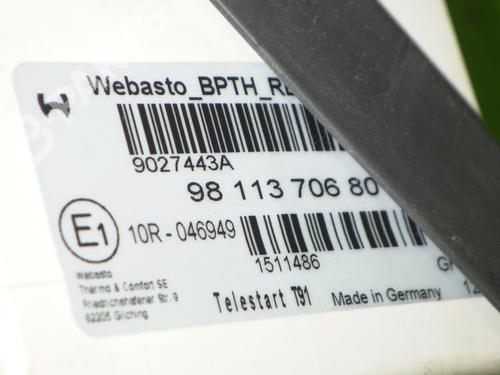 Webasto_BPTH_RE
9027443A
98 113 706 80
E1
10R - 046949
1511486
Webasto
Thermo & Comfort SE
Friedrichshafener Str. 9
82205 Gilching
Telestart T91
Made in Germany